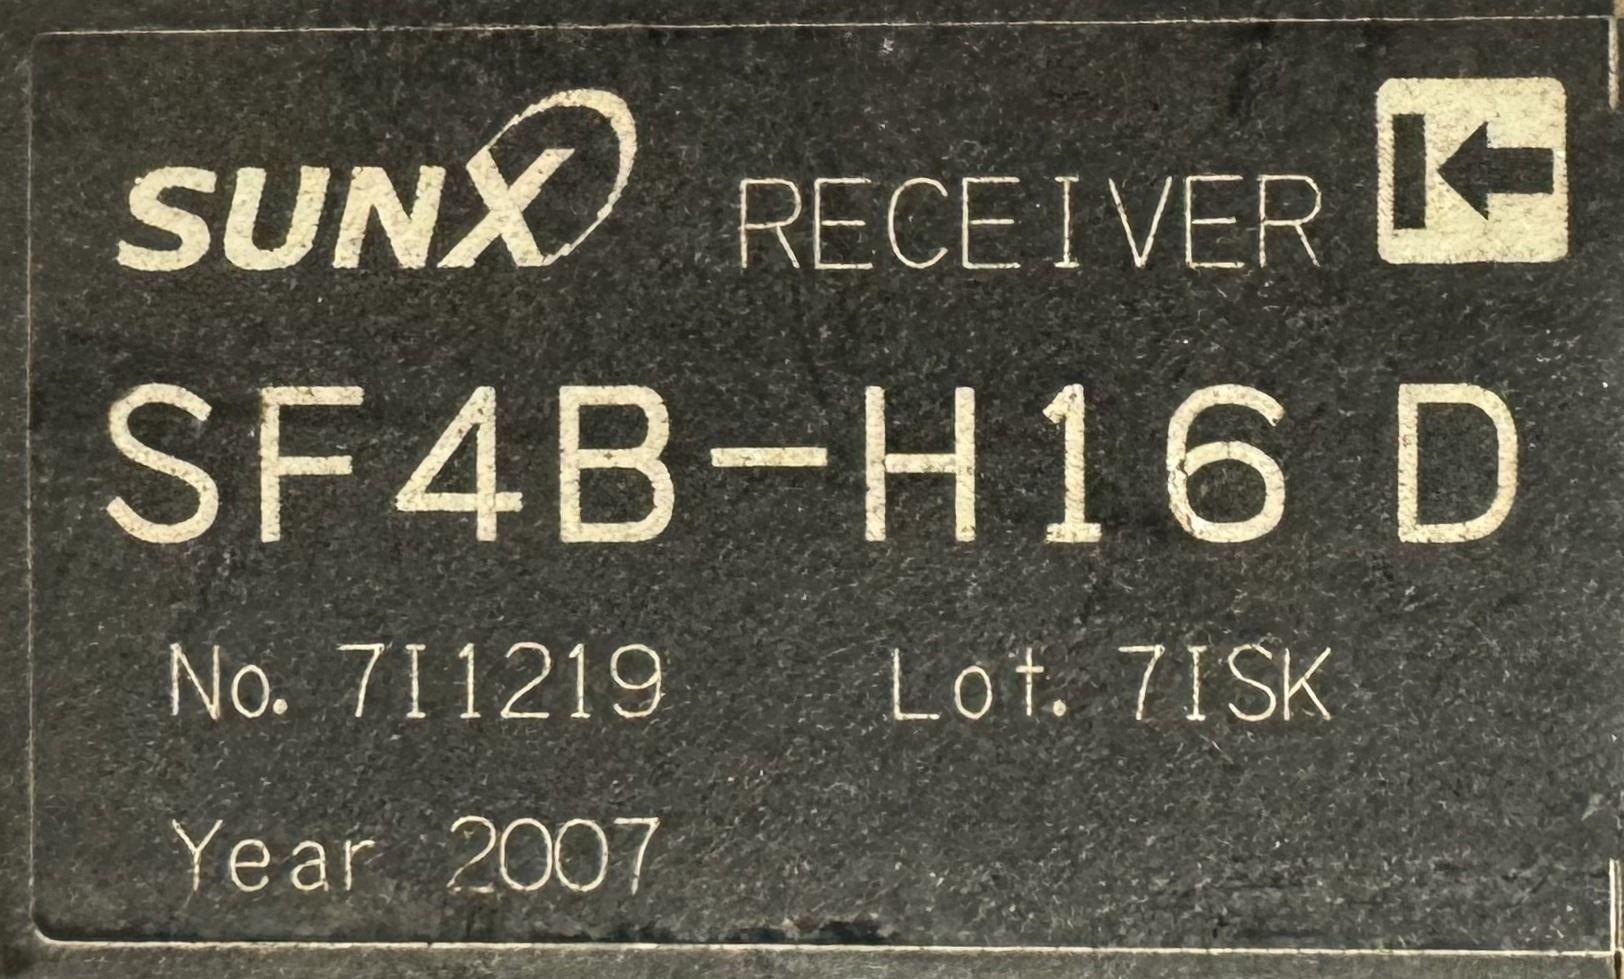 SUNX RECEIVER
SF4B-H16 D
No. 7I1219 Lot. 7ISK
Year 2007